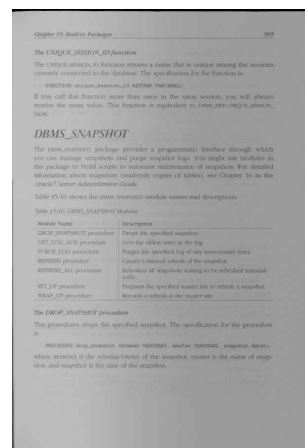 Chapter 15: Built-in Packages 505
The UNIQUE_SESSION_ID function
The UNIQUE_SESSION_ID function returns a name that is unique among the sessions
currently connected to the database. The specification for the function is:
FUNCTION unique_session_id RETURN VARCHAR2;
If you call this function more than once in the same session, you will always
receive the same value. This function is equivalent to DBMS_PIPE.UNIQUE_SESSION_
NAME.
DBMS_SNAPSHOT
The DBMS_SNAPSHOT package provides a programmatic interface through which
you can manage snapshots and purge snapshot logs. You might use modules in
this package to build scripts to automate maintenance of snapshots. For detailed
information about snapshots (read-only copies of tables), see Chapter 16 in the
Oracle7 Server Administrator Guide.
Table 15-10 shows the DBMS_SNAPSHOT module names and descriptions.
Table 15-10: DBMS_SNAPSHOT Modules
Module Name Description
DROP_SNAPSHOT procedure Drops the specified snapshot.
GET_LOG_AGE procedure Gets the oldest entry in the log.
PURGE_LOG procedure Purges the specified log of any unnecessary rows.
REFRESH procedure Causes a manual refresh of the snapshot.
REFRESH_ALL procedure Refreshes all snapshots waiting to be refreshed automat-
ically.
SET_UP procedure Prepares the specified master site to refresh a snapshot.
WRAP_UP procedure Records a refresh at the master site.
The DROP_SNAPSHOT procedure
This procedures drops the specified snapshot. The specification for the procedure
is:
PROCEDURE drop_snapshot (mowner VARCHAR2, master VARCHAR2, snapshot date);
where mowner is the schema/owner of the snapshot, master is the name of snap-
shot, and snapshot is the date of the snapshot.